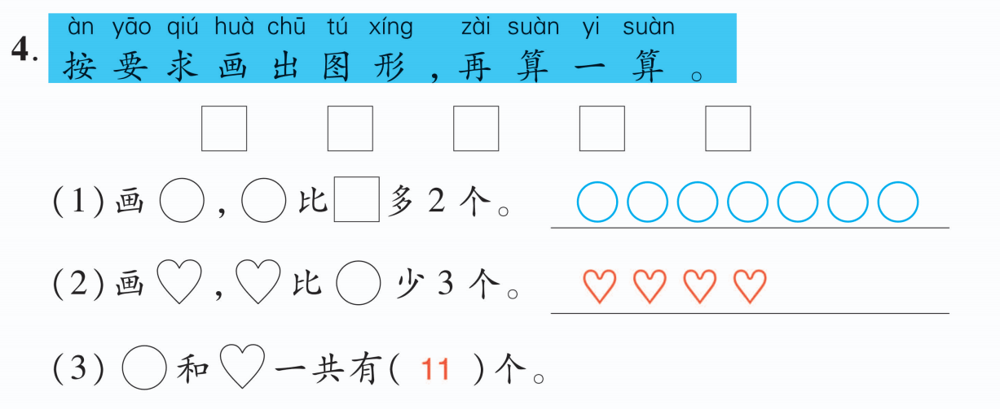 àn yāo qiú huà chū tú xíng zài suàn yi suàn
4. 按要求画出图形,再算一算。
□ □ □ □ □
(1)画○,○比□多2个。 ○○○○○○○
(2)画♡,♡比○少3个。 ♡♡♡♡
(3)○和♡一共有(11)个。